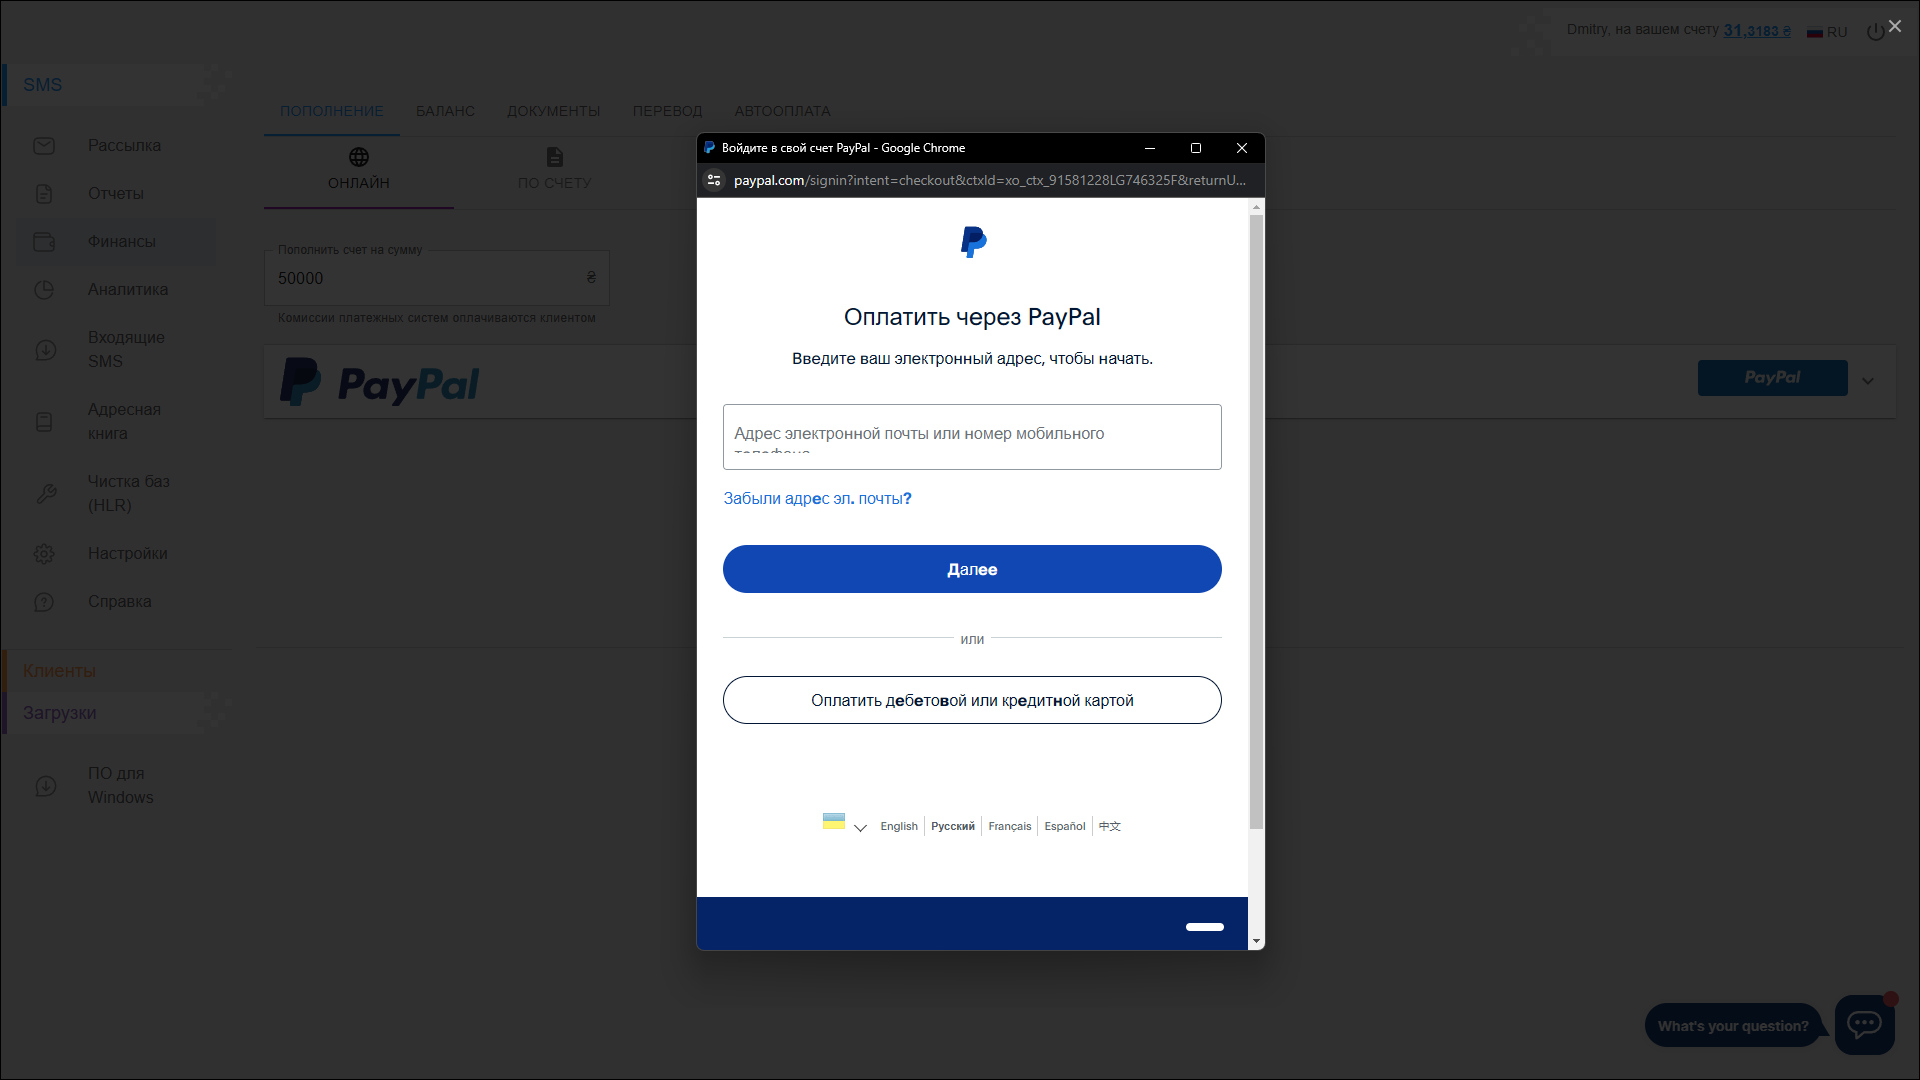 Dmitry, на вашем счету 31,3183 ₴
RU
SMS
Рассылка
Отчеты
Финансы
Аналитика
Входящие
SMS
Адресная
книга
Чистка баз
(HLR)
Настройки
Справка
Клиенты
Загрузки
ПО для
Windows
ПОПОЛНЕНИЕ
БАЛАНС
ДОКУМЕНТЫ
ПЕРЕВОД
АВТООПЛАТА
ОНЛАЙН
ПО СЧЕТУ
Пополнить счет на сумму
50000
₴
Комиссии платежных систем оплачиваются клиентом
PayPal
PayPal
Войдите в свой счет PayPal - Google Chrome
paypal.com/signin?intent=checkout&ctxId=xo_ctx_91581228LG746325F&returnU...
Оплатить через PayPal
Введите ваш электронный адрес, чтобы начать.
Адрес электронной почты или номер мобильного
Забыли адрес эл. почты?
Далее
или
Оплатить дебетовой или кредитной картой
English
Русский
Français
Español
中文
What's your question?